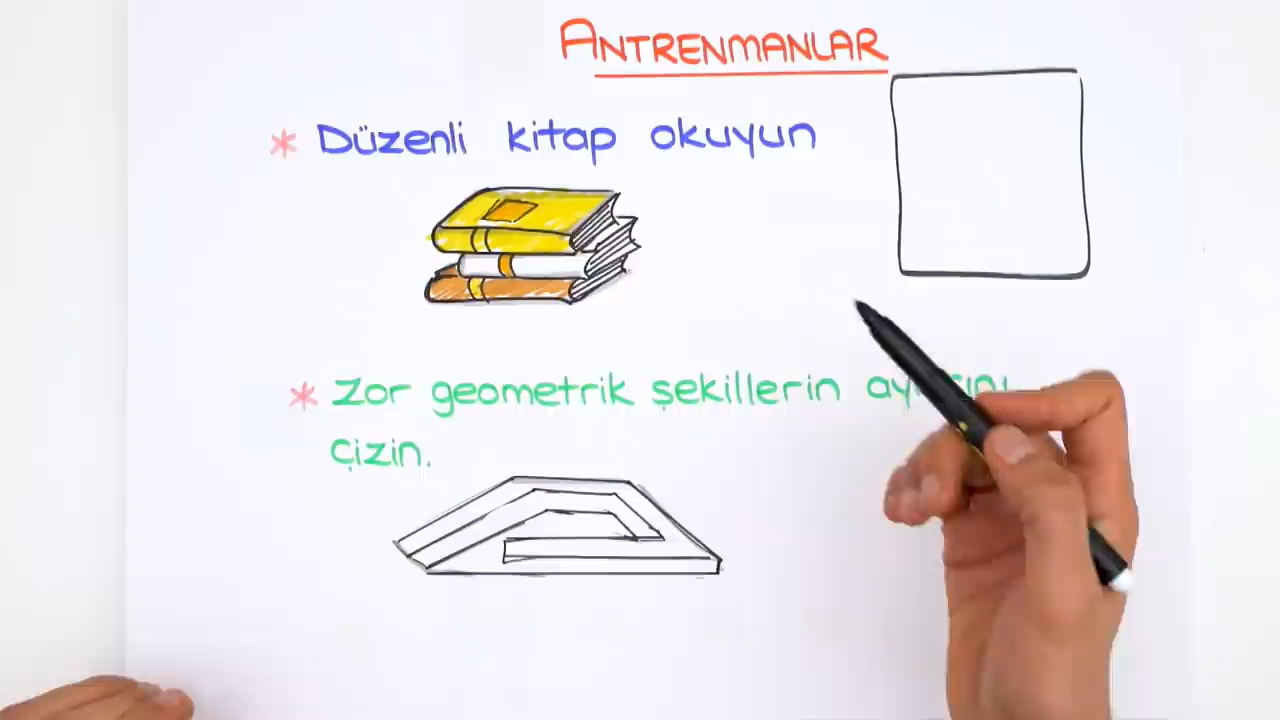 ANTRENMANLAR
* Düzenli kitap okuyun
* Zor geometrik şekillerin
çizin.